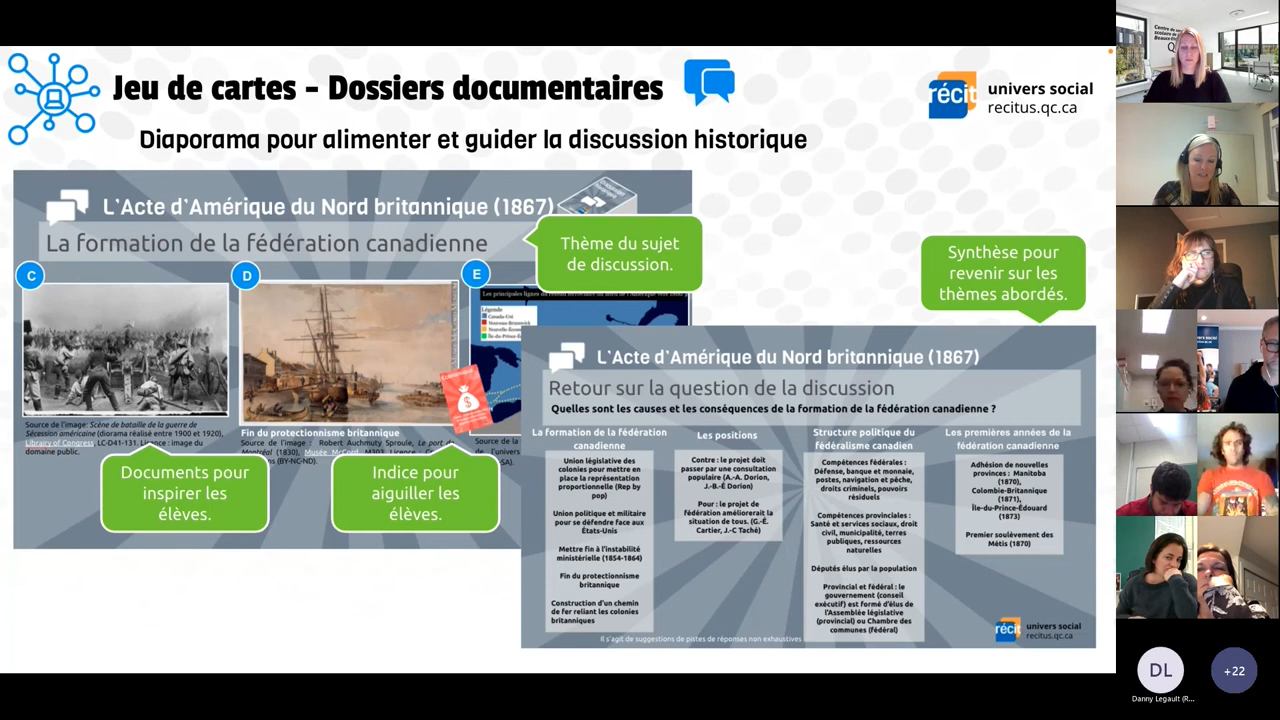 Jeu de cartes – Dossiers documentaires
récit univers social
recitus.qc.ca
Diaporama pour alimenter et guider la discussion historique
L'Acte d'Amérique du Nord britannique (1867)
La formation de la fédération canadienne
Thème du sujet
de discussion.
Synthèse pour
revenir sur les
thèmes abordés.
C
D
E
Les principales lignes du réseau ferroviaire du nord de l'Amérique
Légende
Canada-Uni
Nouveau-Brunswick
Source de l'image: Scène de bataille de la guerre de
Sécession américaine (diorama réalisé entre 1900 et 1920),
Library of Congress, LC-D41-131. Licence : image du
domaine public.
Fin du protectionnisme britannique
Source de l'image : Robert Auchmuty Sproule, Le port de
Montréal (1830), Musée McCord, M303. Licence :
(BY-NC-ND).
Source de la
de l'univers
Documents pour
inspirer les
élèves.
Indice pour
aiguiller les
élèves.
L'Acte d'Amérique du Nord britannique (1867)
Retour sur la question de la discussion
Quelles sont les causes et les conséquences de la formation de la fédération canadienne ?
La formation de la fédération
canadienne
Union législative des
colonies pour mettre en
place la représentation
proportionnelle (Rep by
pop)
Union politique et militaire
pour se défendre face aux
États-Unis
Mettre fin à l'instabilité
ministérielle (1854-1864)
Fin du protectionnisme
britannique
Construction d'un chemin
de fer reliant les colonies
britanniques
Les positions
Contre : le projet doit
passer par une consultation
populaire (A.-A. Dorion,
J.-B.-É Dorion)
Pour : le projet de
fédération améliorerait la
situation de tous. (G.-É.
Cartier, J.-C Taché)
Structure politique du
fédéralisme canadien
Compétences fédérales :
Défense, banque et monnaie,
postes, navigation et pêche,
droits criminels, pouvoirs
résiduels
Compétences provinciales :
Santé et services sociaux, droit
civil, municipalité, terres
publiques, ressources
naturelles
Députés élus par la population
Provincial et fédéral : le
gouvernement (conseil
exécutif) est formé d'élus de
l'Assemblée législative
(provincial) ou Chambre des
communes (fédéral)
Les premières années de la
fédération canadienne
Adhésion de nouvelles
provinces : Manitoba
(1870),
Colombie-Britannique
(1871),
Île-du-Prince-Édouard
(1873)
Premier soulèvement des
Métis (1870)
Il s'agit de suggestions de pistes de réponses non exhaustives
récit univers social
recitus.qc.ca
Centre de services
scolaire de
DL
+22
Danny Legault (R...